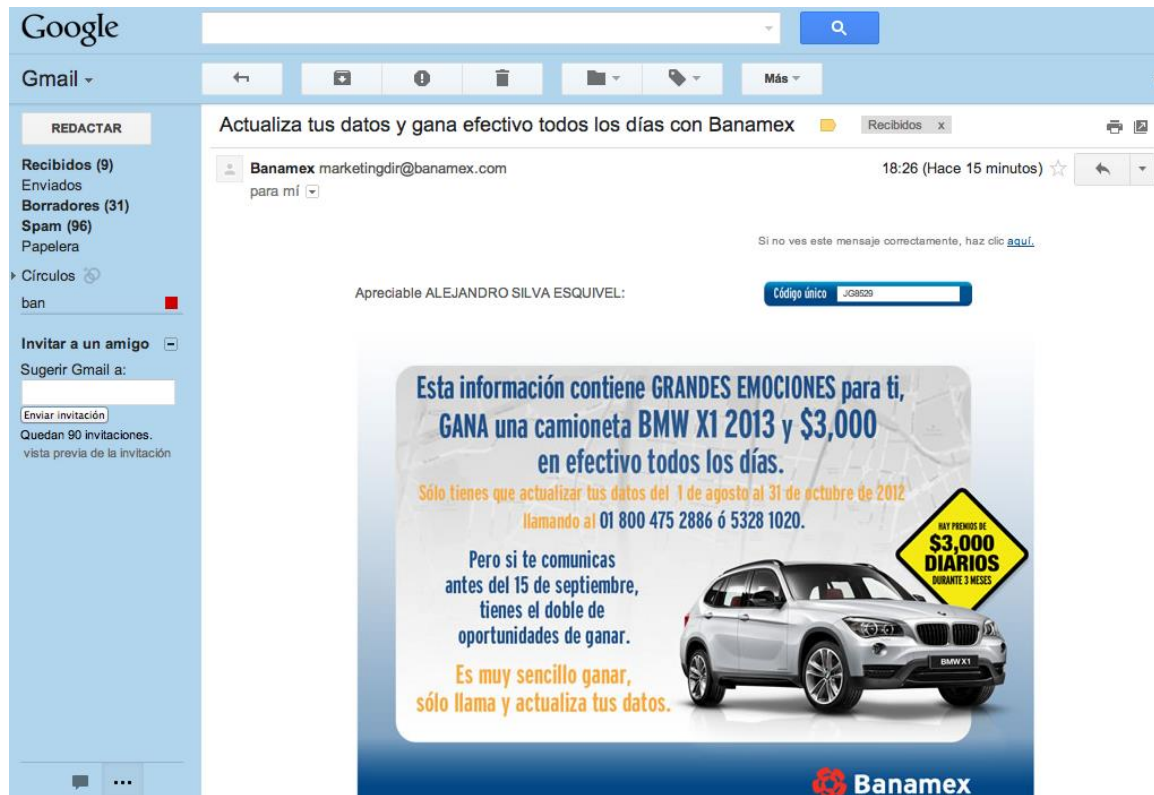 Google
Gmail
Más
REDACTAR
Recibidos (9)
Enviados
Borradores (31)
Spam (96)
Papelera
Círculos
ban
Invitar a un amigo
Sugerir Gmail a:
Enviar invitación
Quedan 90 invitaciones.
vista previa de la invitación
Actualiza tus datos y gana efectivo todos los días con Banamex
Recibidos x
Banamex marketingdir@banamex.com
18:26 (Hace 15 minutos)
para mí
Si no ves este mensaje correctamente, haz clic aquí.
Apreciable ALEJANDRO SILVA ESQUIVEL:
Código único JG8529
Esta información contiene GRANDES EMOCIONES para ti,
GANA una camioneta BMW X1 2013 y $3,000
en efectivo todos los días.
Sólo tienes que actualizar tus datos del 1 de agosto al 31 de octubre de 2012
llamando al 01 800 475 2886 ó 5328 1020.
HAY PREMIOS DE
$3,000
DIARIOS
DURANTE 3 MESES
Pero si te comunicas
antes del 15 de septiembre,
tienes el doble de
oportunidades de ganar.
Es muy sencillo ganar,
sólo llama y actualiza tus datos.
BMW X1
Banamex